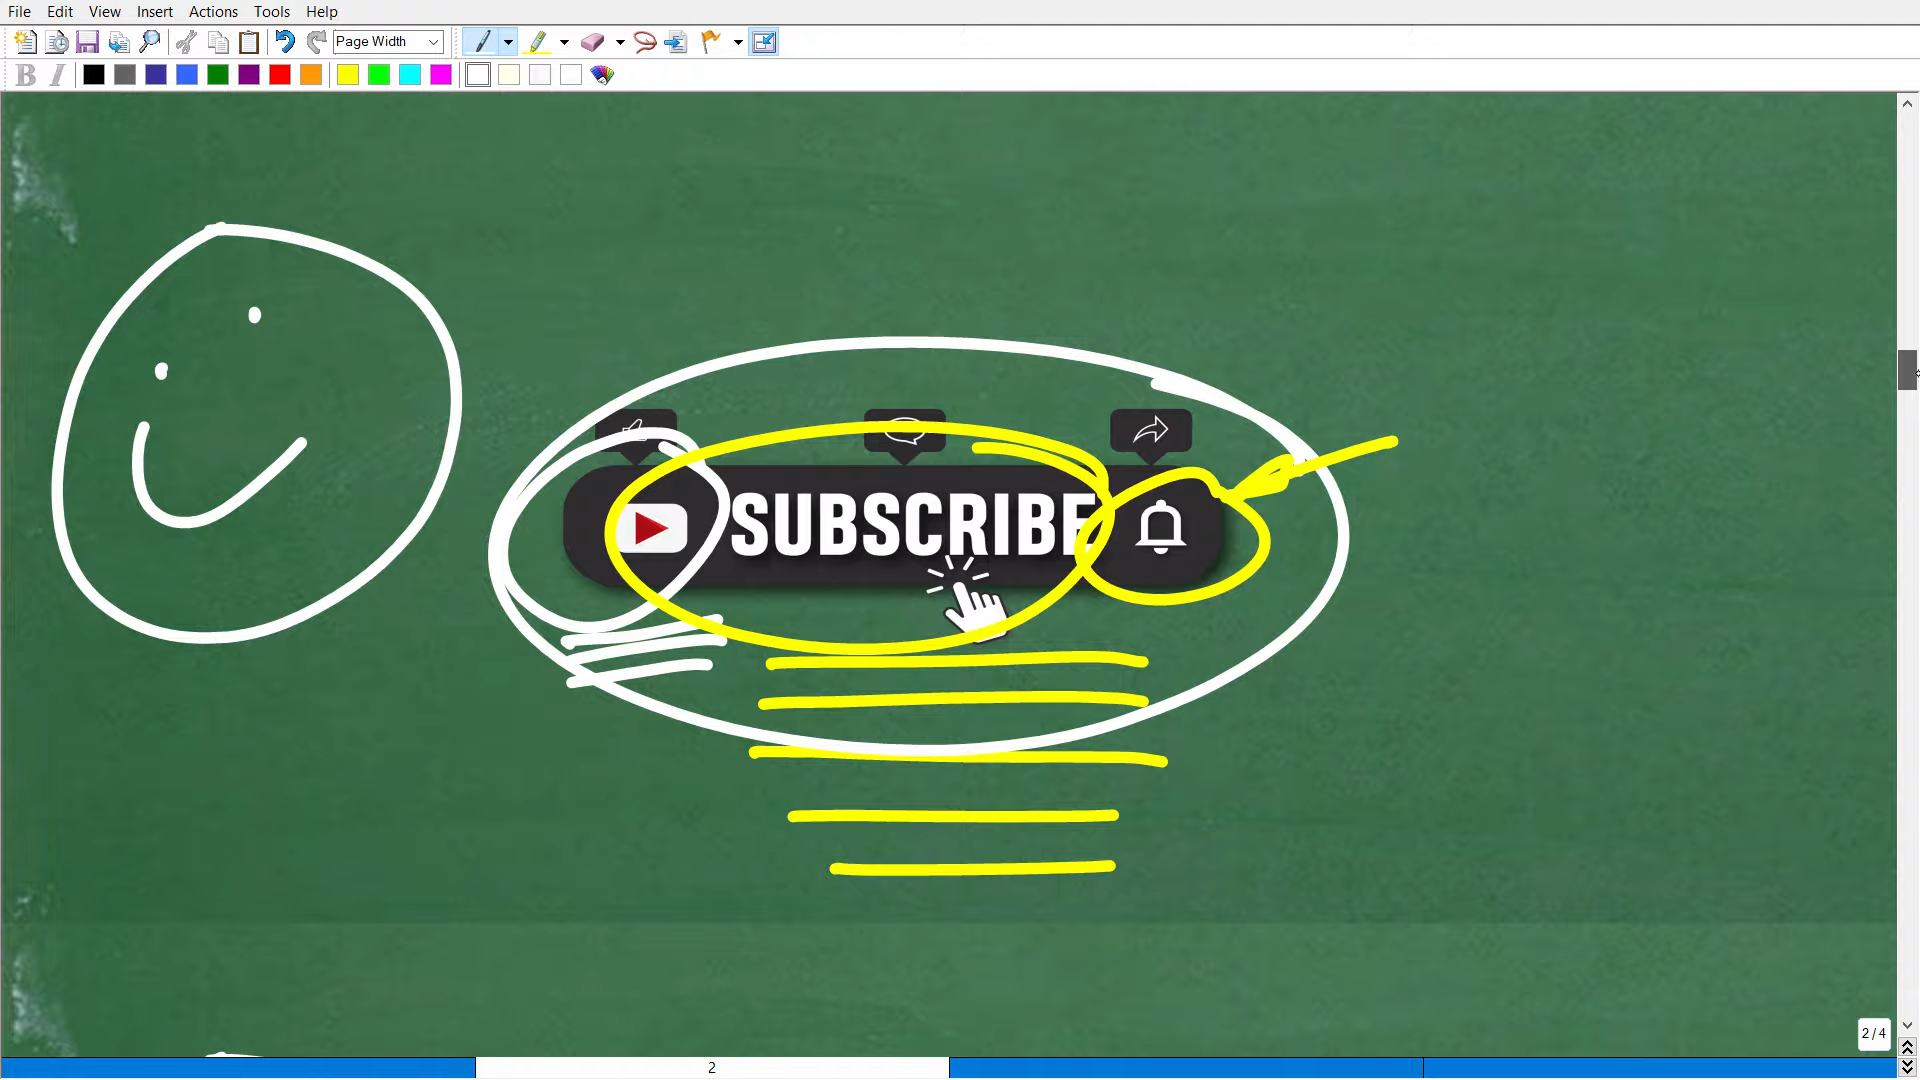 File Edit View Insert Actions Tools Help
Page Width
B I
SUBSCRIBE
2 / 4
2